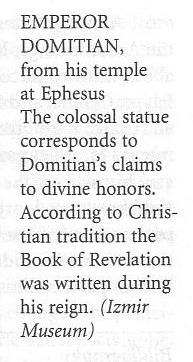 EMPEROR
DOMITIAN,
from his temple
at Ephesus
The colossal statue
corresponds to
Domitian's claims
to divine honors.
According to Chris-
tian tradition the
Book of Revelation
was written during
his reign. (Izmir
Museum)